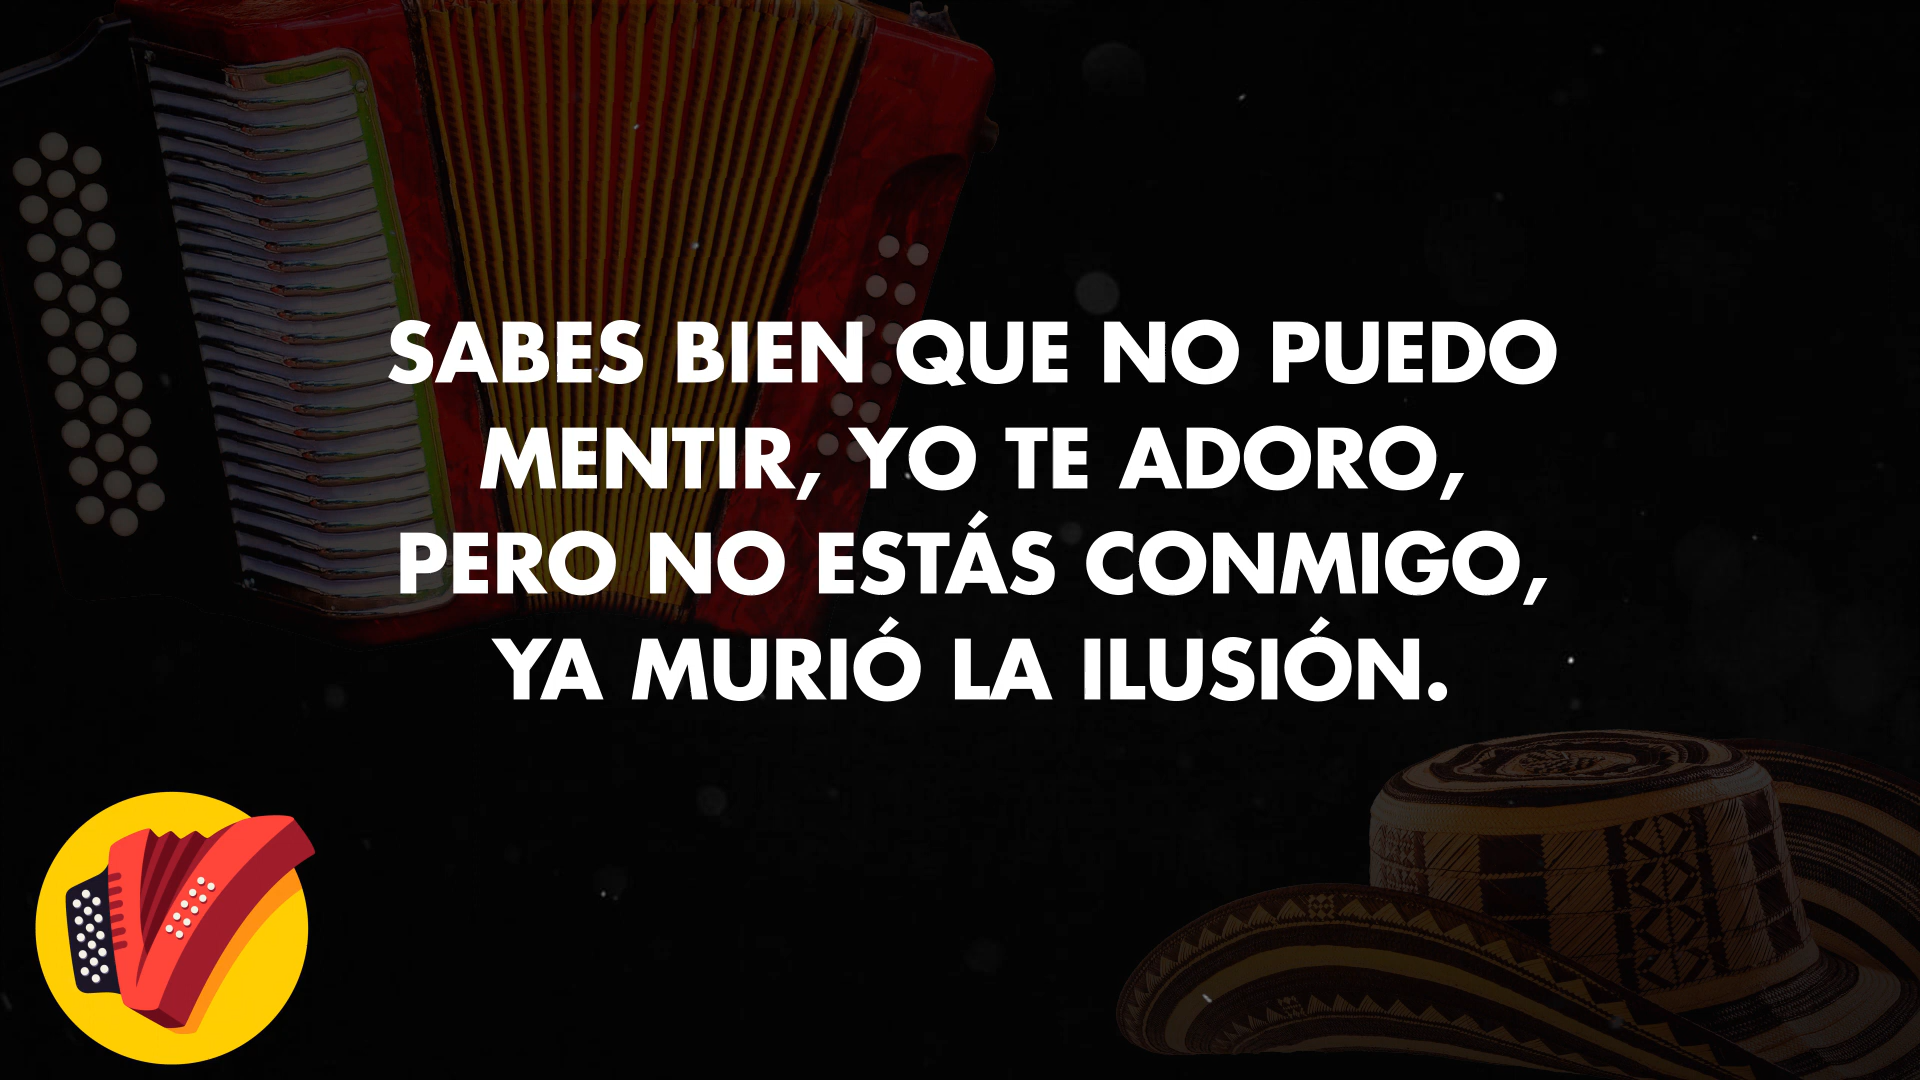 SABES BIEN QUE NO PUEDO
MENTIR, YO TE ADORO,
PERO NO ESTÁS CONMIGO,
YA MURIÓ LA ILUSIÓN.